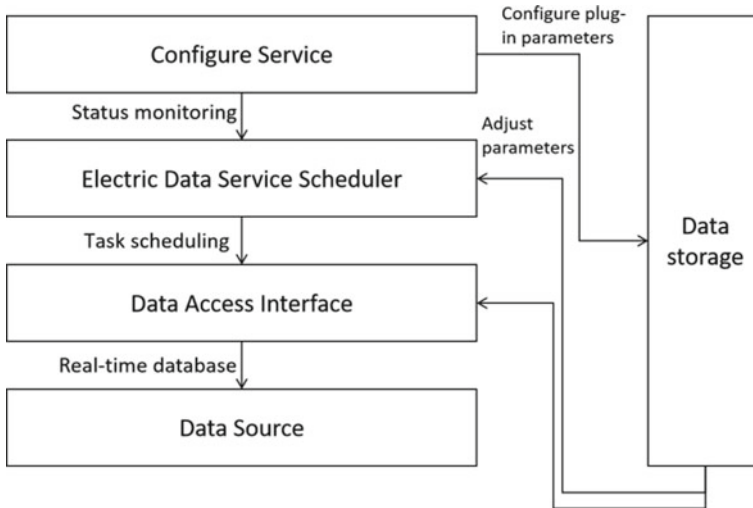 Configure plug-
in parameters
Configure Service
Status monitoring
Adjust
parameters
Electric Data Service Scheduler
Data
storage
Task scheduling
Data Access Interface
Real-time database
Data Source